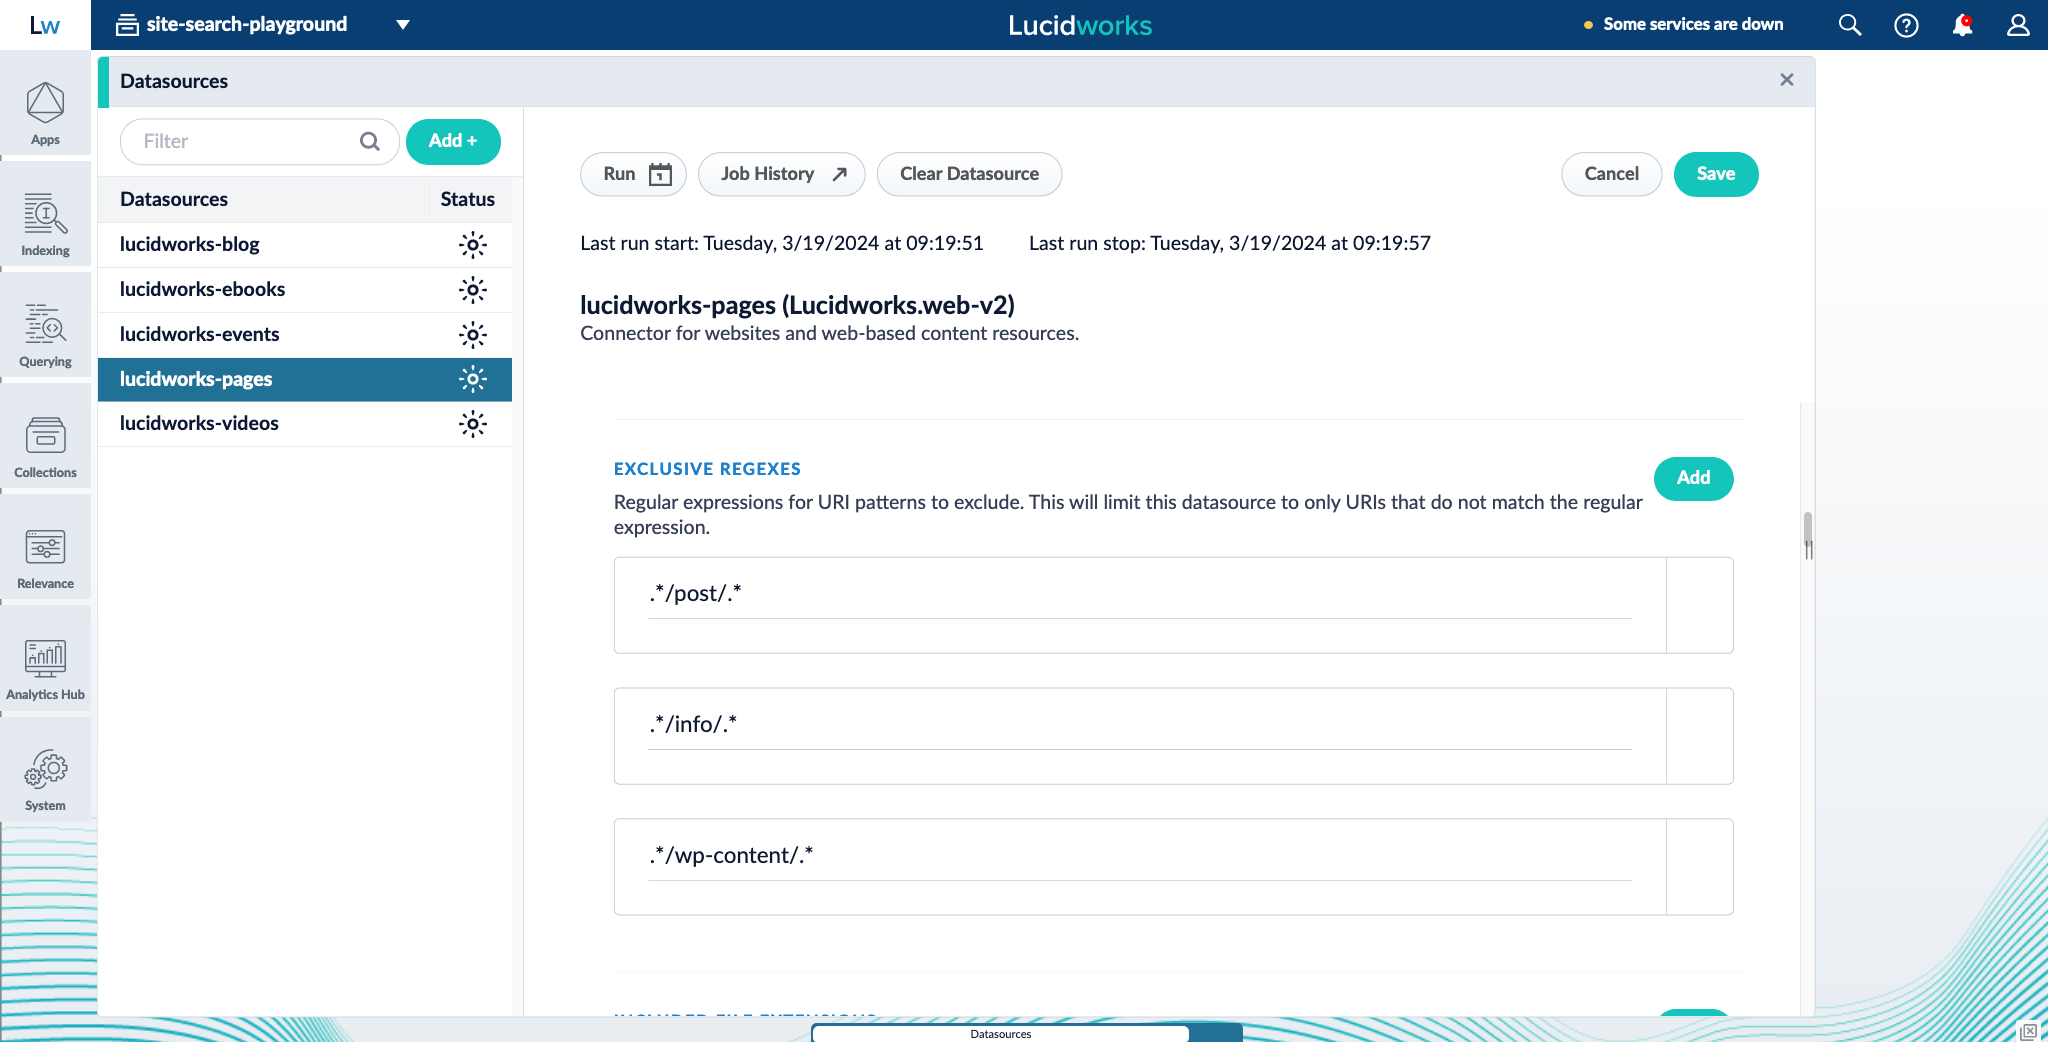 Lw
site-search-playground
Lucidworks
Some services are down
Datasources
Apps
Indexing
Querying
Collections
Relevance
Analytics Hub
System
Filter
Add +
Datasources Status
lucidworks-blog
lucidworks-ebooks
lucidworks-events
lucidworks-pages
lucidworks-videos
Run 1
Job History
Clear Datasource
Cancel
Save
Last run start: Tuesday, 3/19/2024 at 09:19:51
Last run stop: Tuesday, 3/19/2024 at 09:19:57
lucidworks-pages (Lucidworks.web-v2)
Connector for websites and web-based content resources.
EXCLUSIVE REGEXES
Add
Regular expressions for URI patterns to exclude. This will limit this datasource to only URIs that do not match the regular
expression.
.*/post/.*
.*/info/.*
.*/wp-content/.*
INCLUDED FILE EXTENSIONS
Datasources